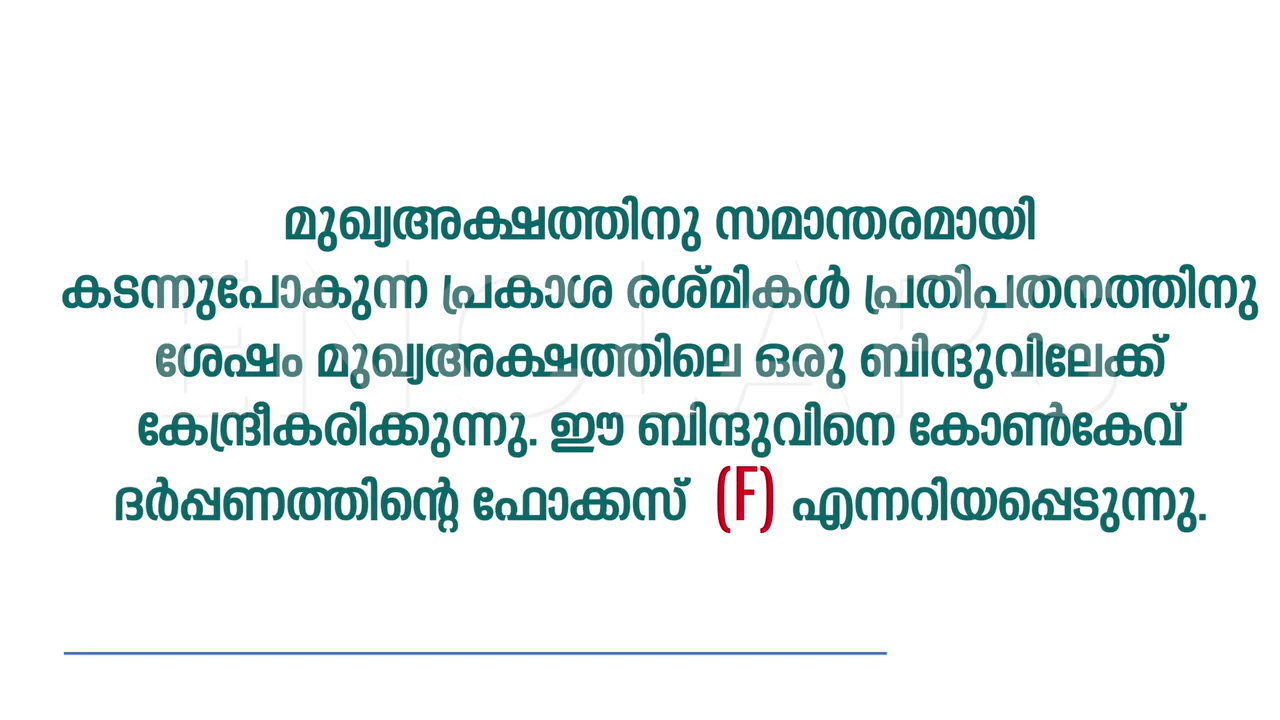 മുഖ്യഅക്ഷത്തിനു സമാന്തരമായി
കടന്നുപോകുന്ന പ്രകാശ രശ്മികൾ പ്രതിപതനത്തിനു
ശേഷം മുഖ്യഅക്ഷത്തിലെ ഒരു ബിന്ദുവിലേക്ക്
കേന്ദ്രീകരിക്കുന്നു. ഈ ബിന്ദുവിനെ കോൺകേവ്
ദർപ്പണത്തിന്റെ ഫോക്കസ് (F) എന്നറിയപ്പെടുന്നു.